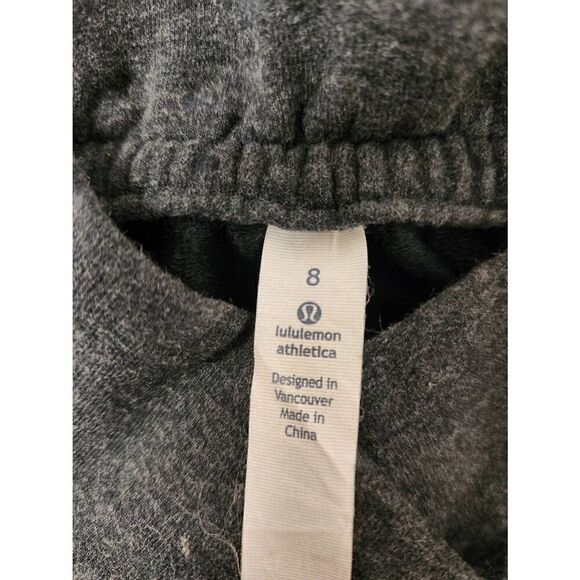 8
lululemon
athletica
Designed in
Vancouver
Made in
China